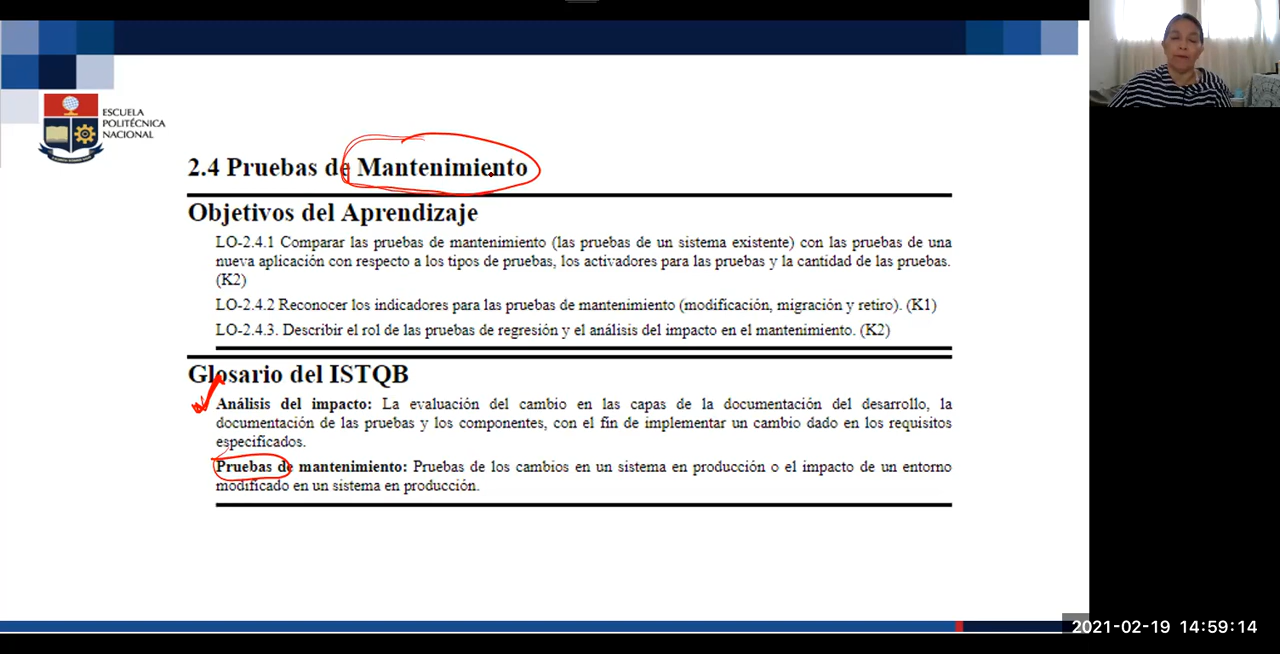 ESCUELA
POLITÉCNICA
NACIONAL
2.4 Pruebas de Mantenimiento
Objetivos del Aprendizaje
LO-2.4.1 Comparar las pruebas de mantenimiento (las pruebas de un sistema existente) con las pruebas de una
nueva aplicación con respecto a los tipos de pruebas, los activadores para las pruebas y la cantidad de las pruebas.
(K2)
LO-2.4.2 Reconocer los indicadores para las pruebas de mantenimiento (modificación, migración y retiro). (K1)
LO-2.4.3. Describir el rol de las pruebas de regresión y el análisis del impacto en el mantenimiento. (K2)
Glosario del ISTQB
Análisis del impacto: La evaluación del cambio en las capas de la documentación del desarrollo, la
documentación de las pruebas y los componentes, con el fin de implementar un cambio dado en los requisitos
especificados.
Pruebas de mantenimiento: Pruebas de los cambios en un sistema en producción o el impacto de un entorno
modificado en un sistema en producción.
2021-02-19 14:59:14